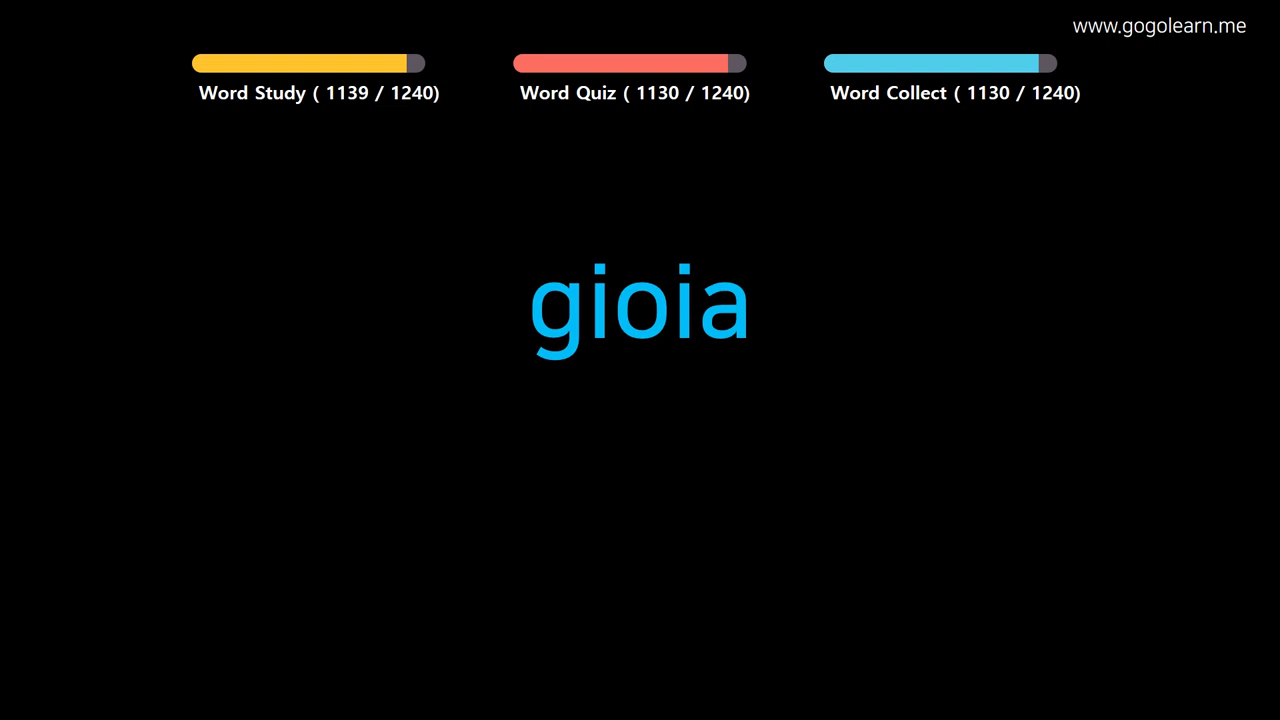 www.gogolearn.me
Word Study ( 1139 / 1240)
Word Quiz ( 1130 / 1240)
Word Collect ( 1130 / 1240)
gioia